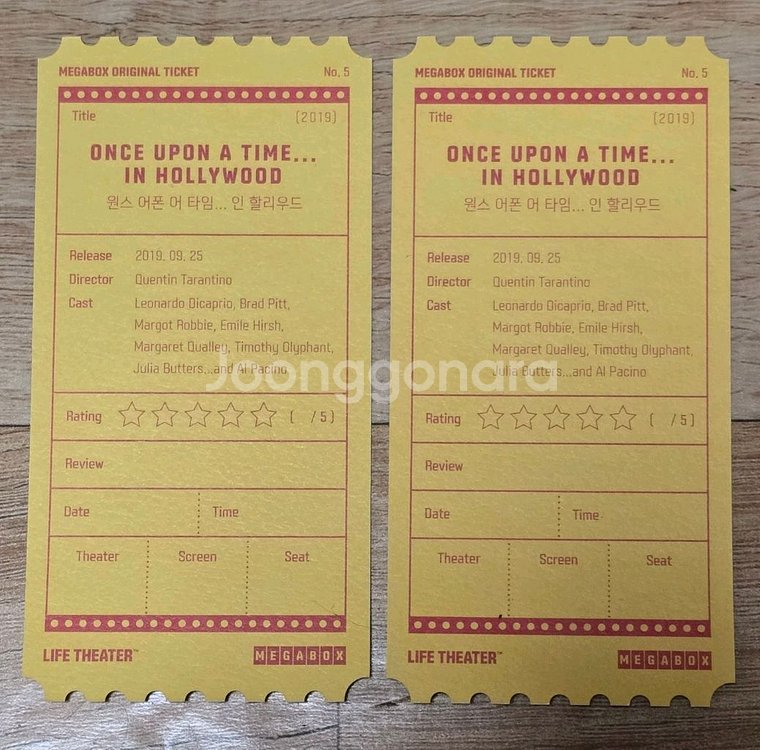 MEGABOX ORIGINAL TICKET No. 5
Title (2019)
ONCE UPON A TIME...
IN HOLLYWOOD
원스 어폰 어 타임... 인 할리우드
Release 2019. 09. 25
Director Quentin Tarantino
Cast Leonardo Dicaprio, Brad Pitt,
Margot Robbie, Emile Hirsh,
Margaret Qualley, Timothy Olyphant,
Julia Butters...and Al Pacino
Rating ( /5)
Review
Date Time
Theater Screen Seat
LIFE THEATER™ MEGABOX
MEGABOX ORIGINAL TICKET No. 5
Title (2019)
ONCE UPON A TIME...
IN HOLLYWOOD
원스 어폰 어 타임... 인 할리우드
Release 2019. 09. 25
Director Quentin Tarantino
Cast Leonardo Dicaprio, Brad Pitt,
Margot Robbie, Emile Hirsh,
Margaret Qualley, Timothy Olyphant,
Julia Butters...and Al Pacino
Rating ( /5)
Review
Date Time
Theater Screen Seat
LIFE THEATER™ MEGABOX
Joonggonara